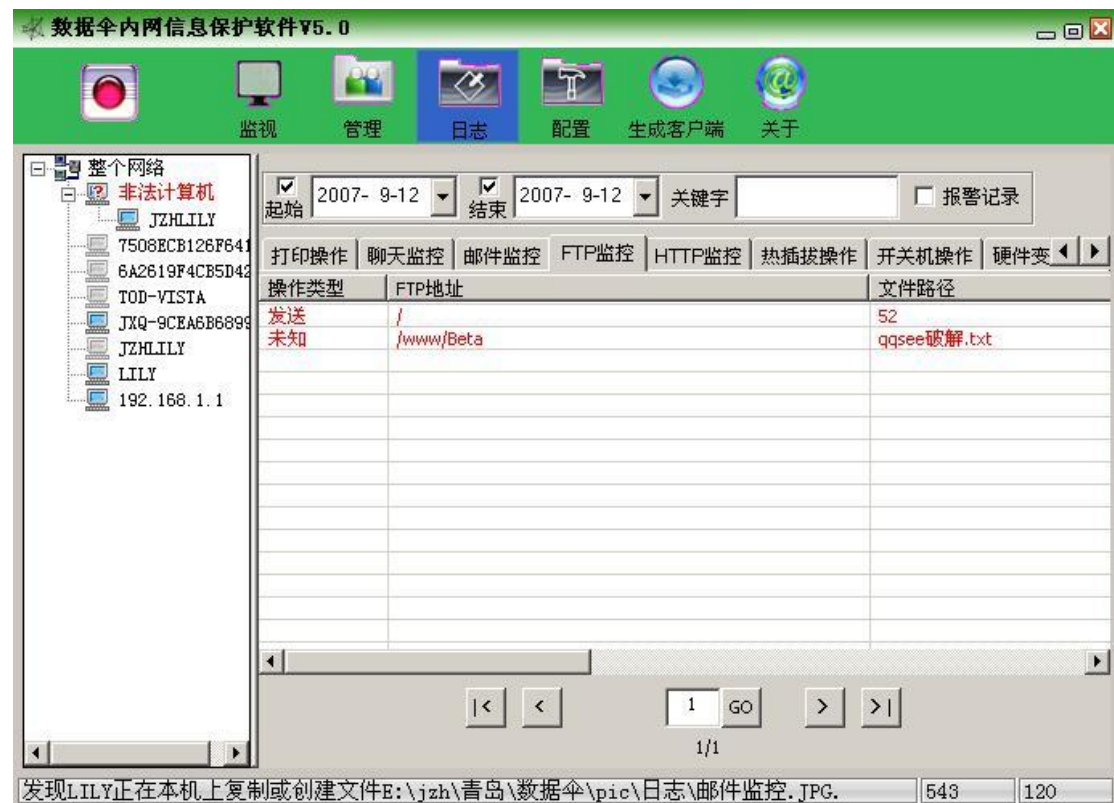 数据伞内网信息保护软件V5.0
监视 管理 日志 配置 生成客户端 关于
整个网络
非法计算机
JZHLILY
7508ECB126F641
6A2619F4CB5D42
TOD-VISTA
JXQ-9CEA6B6899
JZHLILY
LILY
192.168.1.1
起始 2007- 9-12 结束 2007- 9-12 关键字 报警记录
打印操作 聊天监控 邮件监控 FTP监控 HTTP监控 热插拔操作 开关机操作 硬件变
操作类型 FTP地址 文件路径
发送 / 52
未知 /www/Beta qqsee破解.txt
|< < 1 GO > >|
1/1
发现LILY正在本机上复制或创建文件E:\jzh\青岛\数据伞\pic\日志\邮件监控.JPG. 543 120